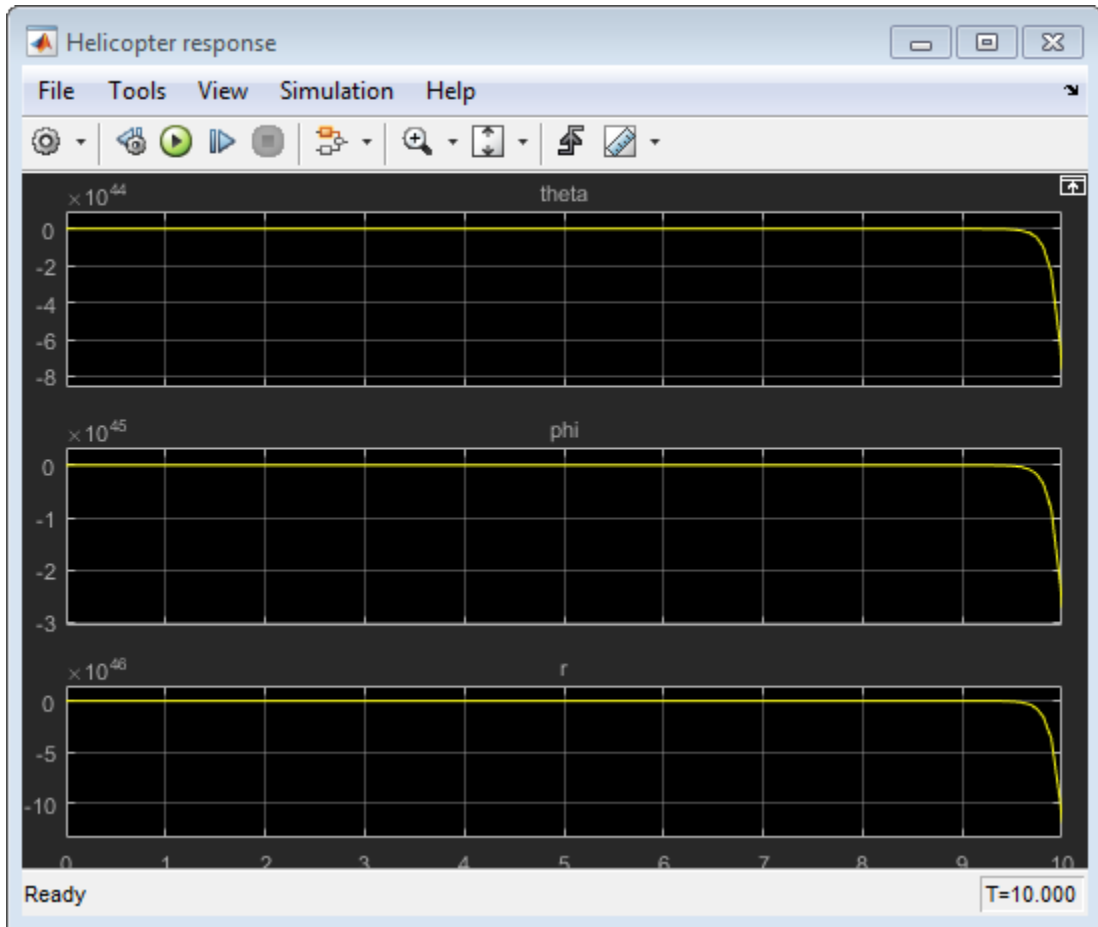 Helicopter response
File Tools View Simulation Help
×10^44 theta
0
-2
-4
-6
-8
×10^45 phi
0
-1
-2
-3
×10^46 r
0
-5
-10
0 1 2 3 4 5 6 7 8 9 10
Ready T=10.000